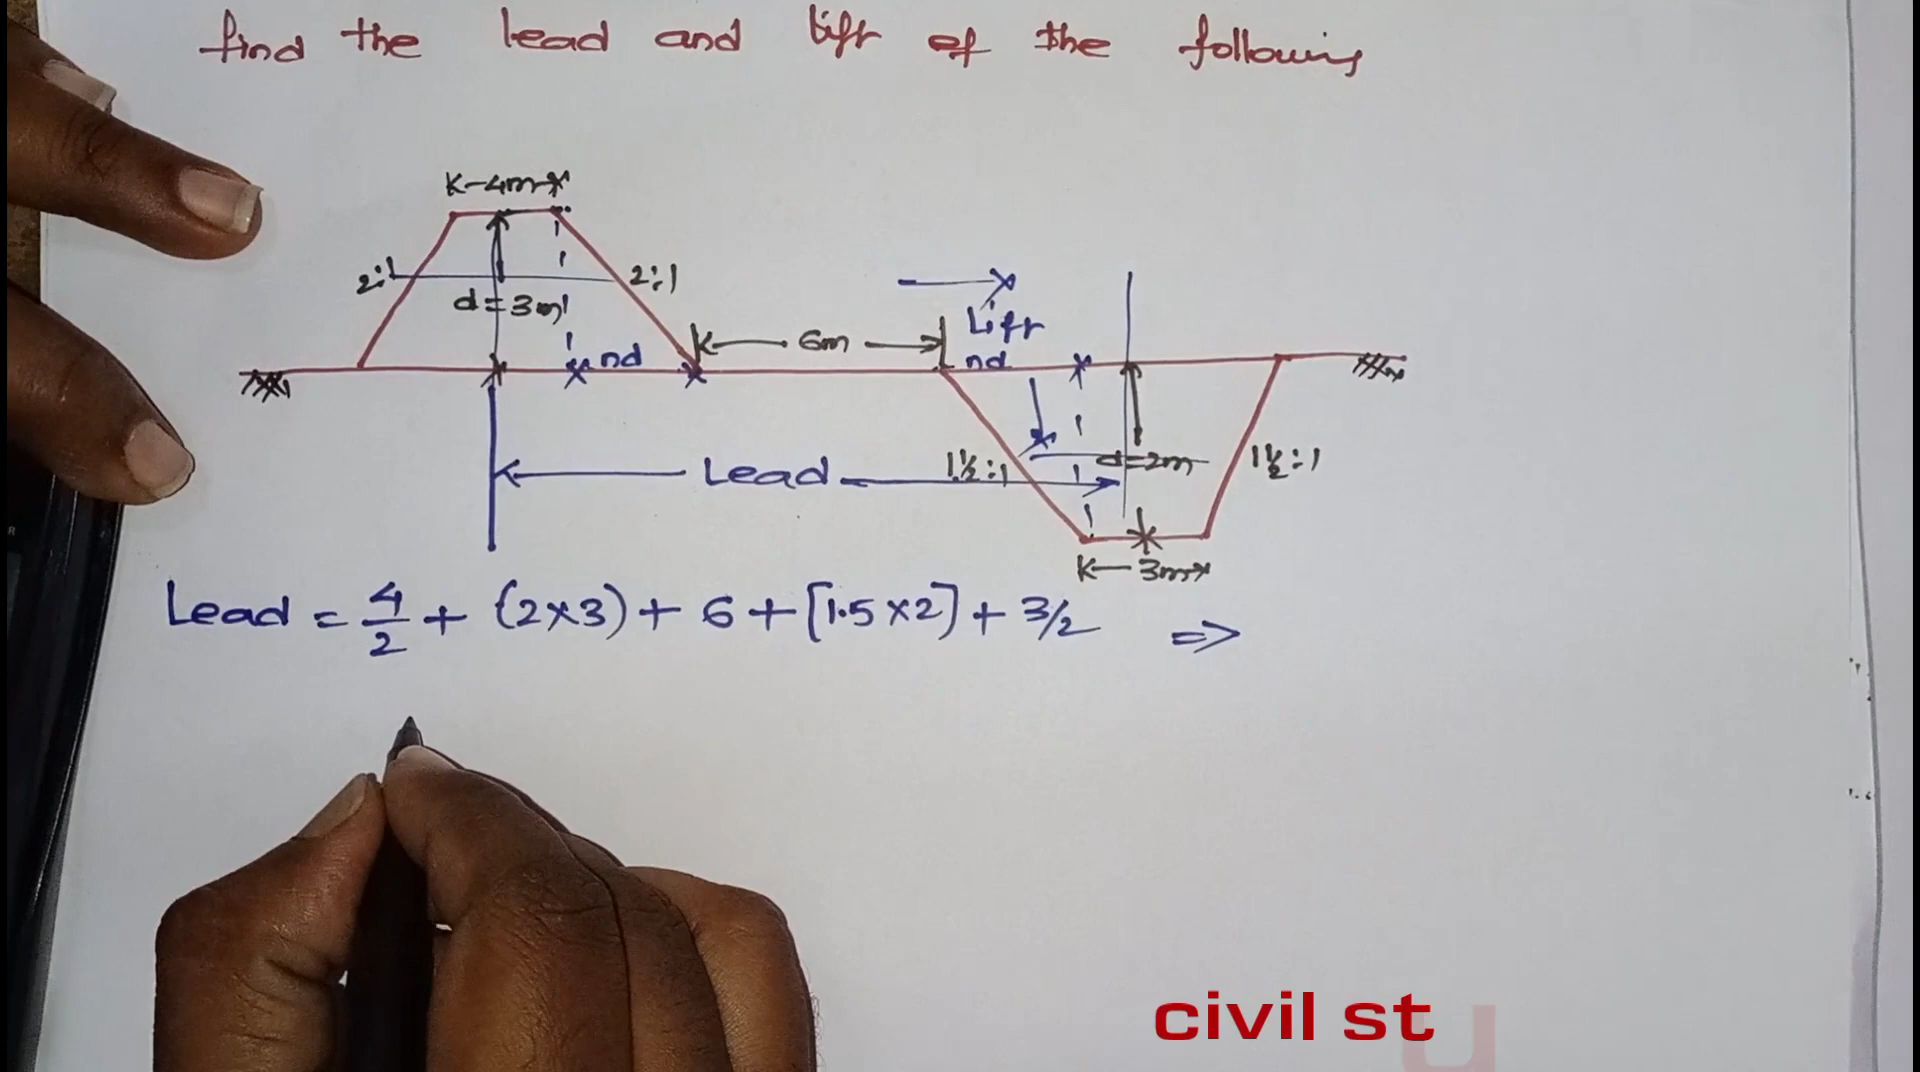 find the lead and lift of the following
K-4m-*
2:1
2:1
d=3m
K— 6m →
Lift
nd
nd
Lead
1½:1
d=2m
1½:1
K— 3m*
Lead = 4/2 + (2×3) + 6 + [1.5×2] + 3/2 ⇒
civil st